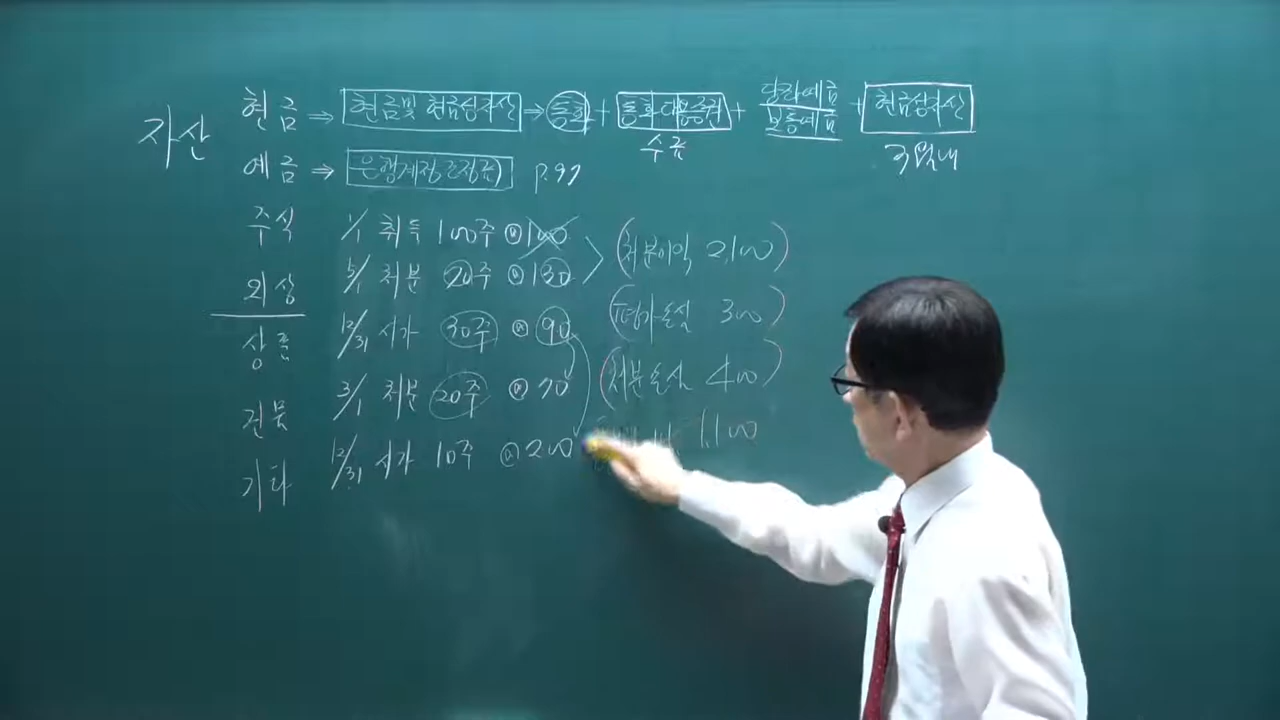 자산
현금 ⇒ 현금및 현금성자산 ⇒ 통화 + 통화대용증권 + 당좌예금 보통예금 + 현금성자산
수표 3월내
예금 ⇒ 은행계정조정표)
주식 1/1 취득 100주 @100
외상 5/1 처분 70주 @130 (처분이익 2,100)
상품 12/31 시가 30주 @90 (평가손실 300)
건물 3/1 처분 20주 @70 (처분손실 400)
기타 12/31 시가 10주 @200 1,100